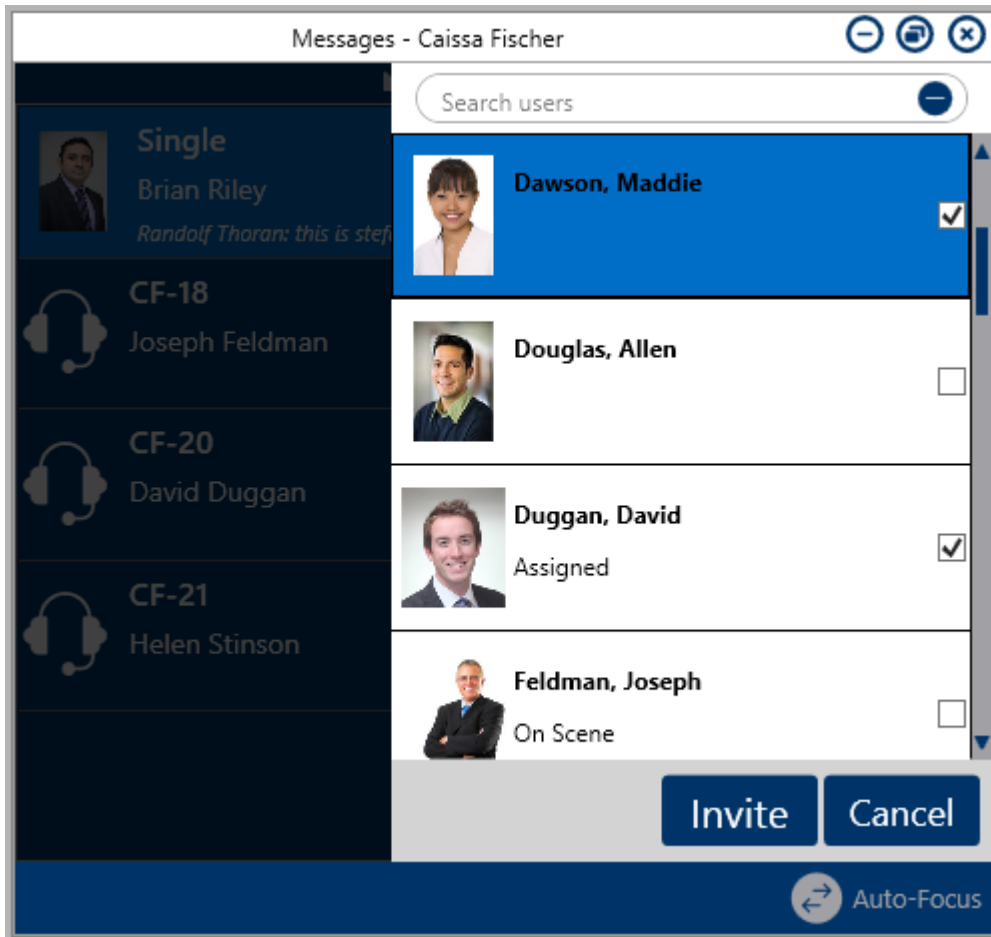 Messages - Caissa Fischer
Search users
Single
Brian Riley
Randolf Thoran: this is stef
CF-18
Joseph Feldman
CF-20
David Duggan
CF-21
Helen Stinson
Dawson, Maddie
Douglas, Allen
Duggan, David
Assigned
Feldman, Joseph
On Scene
Invite
Cancel
Auto-Focus